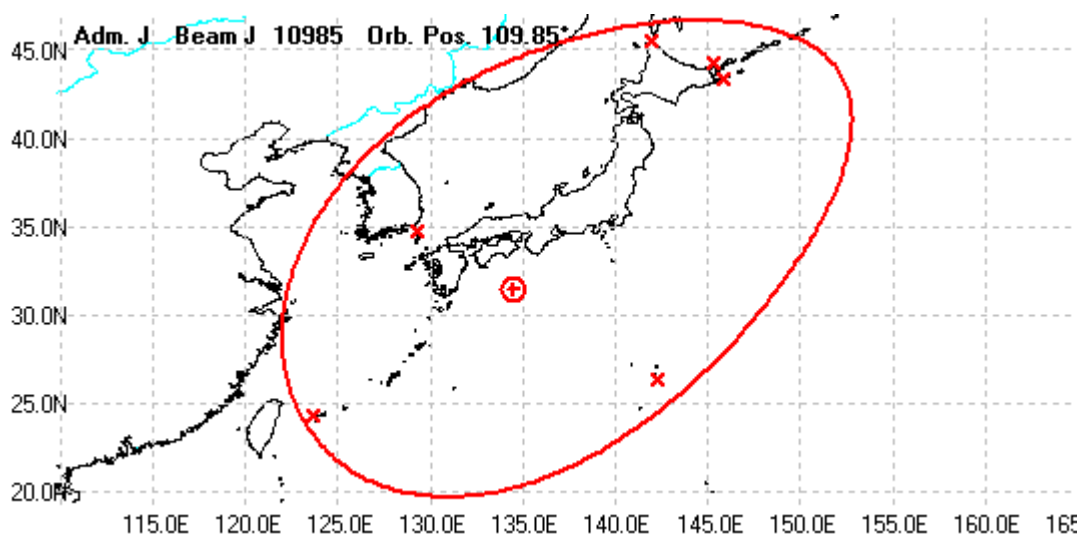 Adm. J Beam J 10985 Orb. Pos. 109.85°
45.0N
40.0N
35.0N
30.0N
25.0N
20.0N
115.0E 120.0E 125.0E 130.0E 135.0E 140.0E 145.0E 150.0E 155.0E 160.0E 165